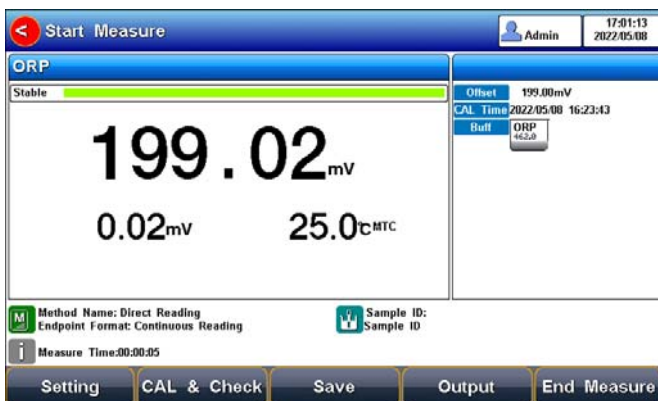 Start Measure
Admin
17:01:13
2022/05/08
ORP
Stable
199.02mV
0.02mV
25.0℃ MTC
Offset 199.00mV
CAL Time 2022/05/08 16:23:43
Buff
ORP
462.0
M
Method Name: Direct Reading
Endpoint Format: Continuous Reading
Sample ID:
Sample ID
i
Measure Time:00:00:05
Setting
CAL & Check
Save
Output
End Measure